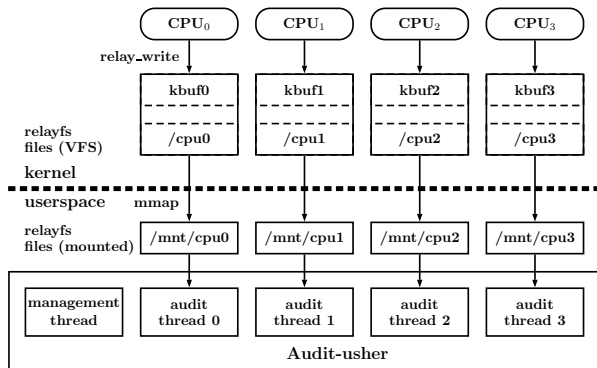 CPU₀ CPU₁ CPU₂ CPU₃
relay_write
kbuf0 kbuf1 kbuf2 kbuf3
relayfs
files (VFS)
/cpu0 /cpu1 /cpu2 /cpu3
kernel
userspace mmap
relayfs
files (mounted)
/mnt/cpu0 /mnt/cpu1 /mnt/cpu2 /mnt/cpu3
management
thread
audit
thread 0
audit
thread 1
audit
thread 2
audit
thread 3
Audit-usher